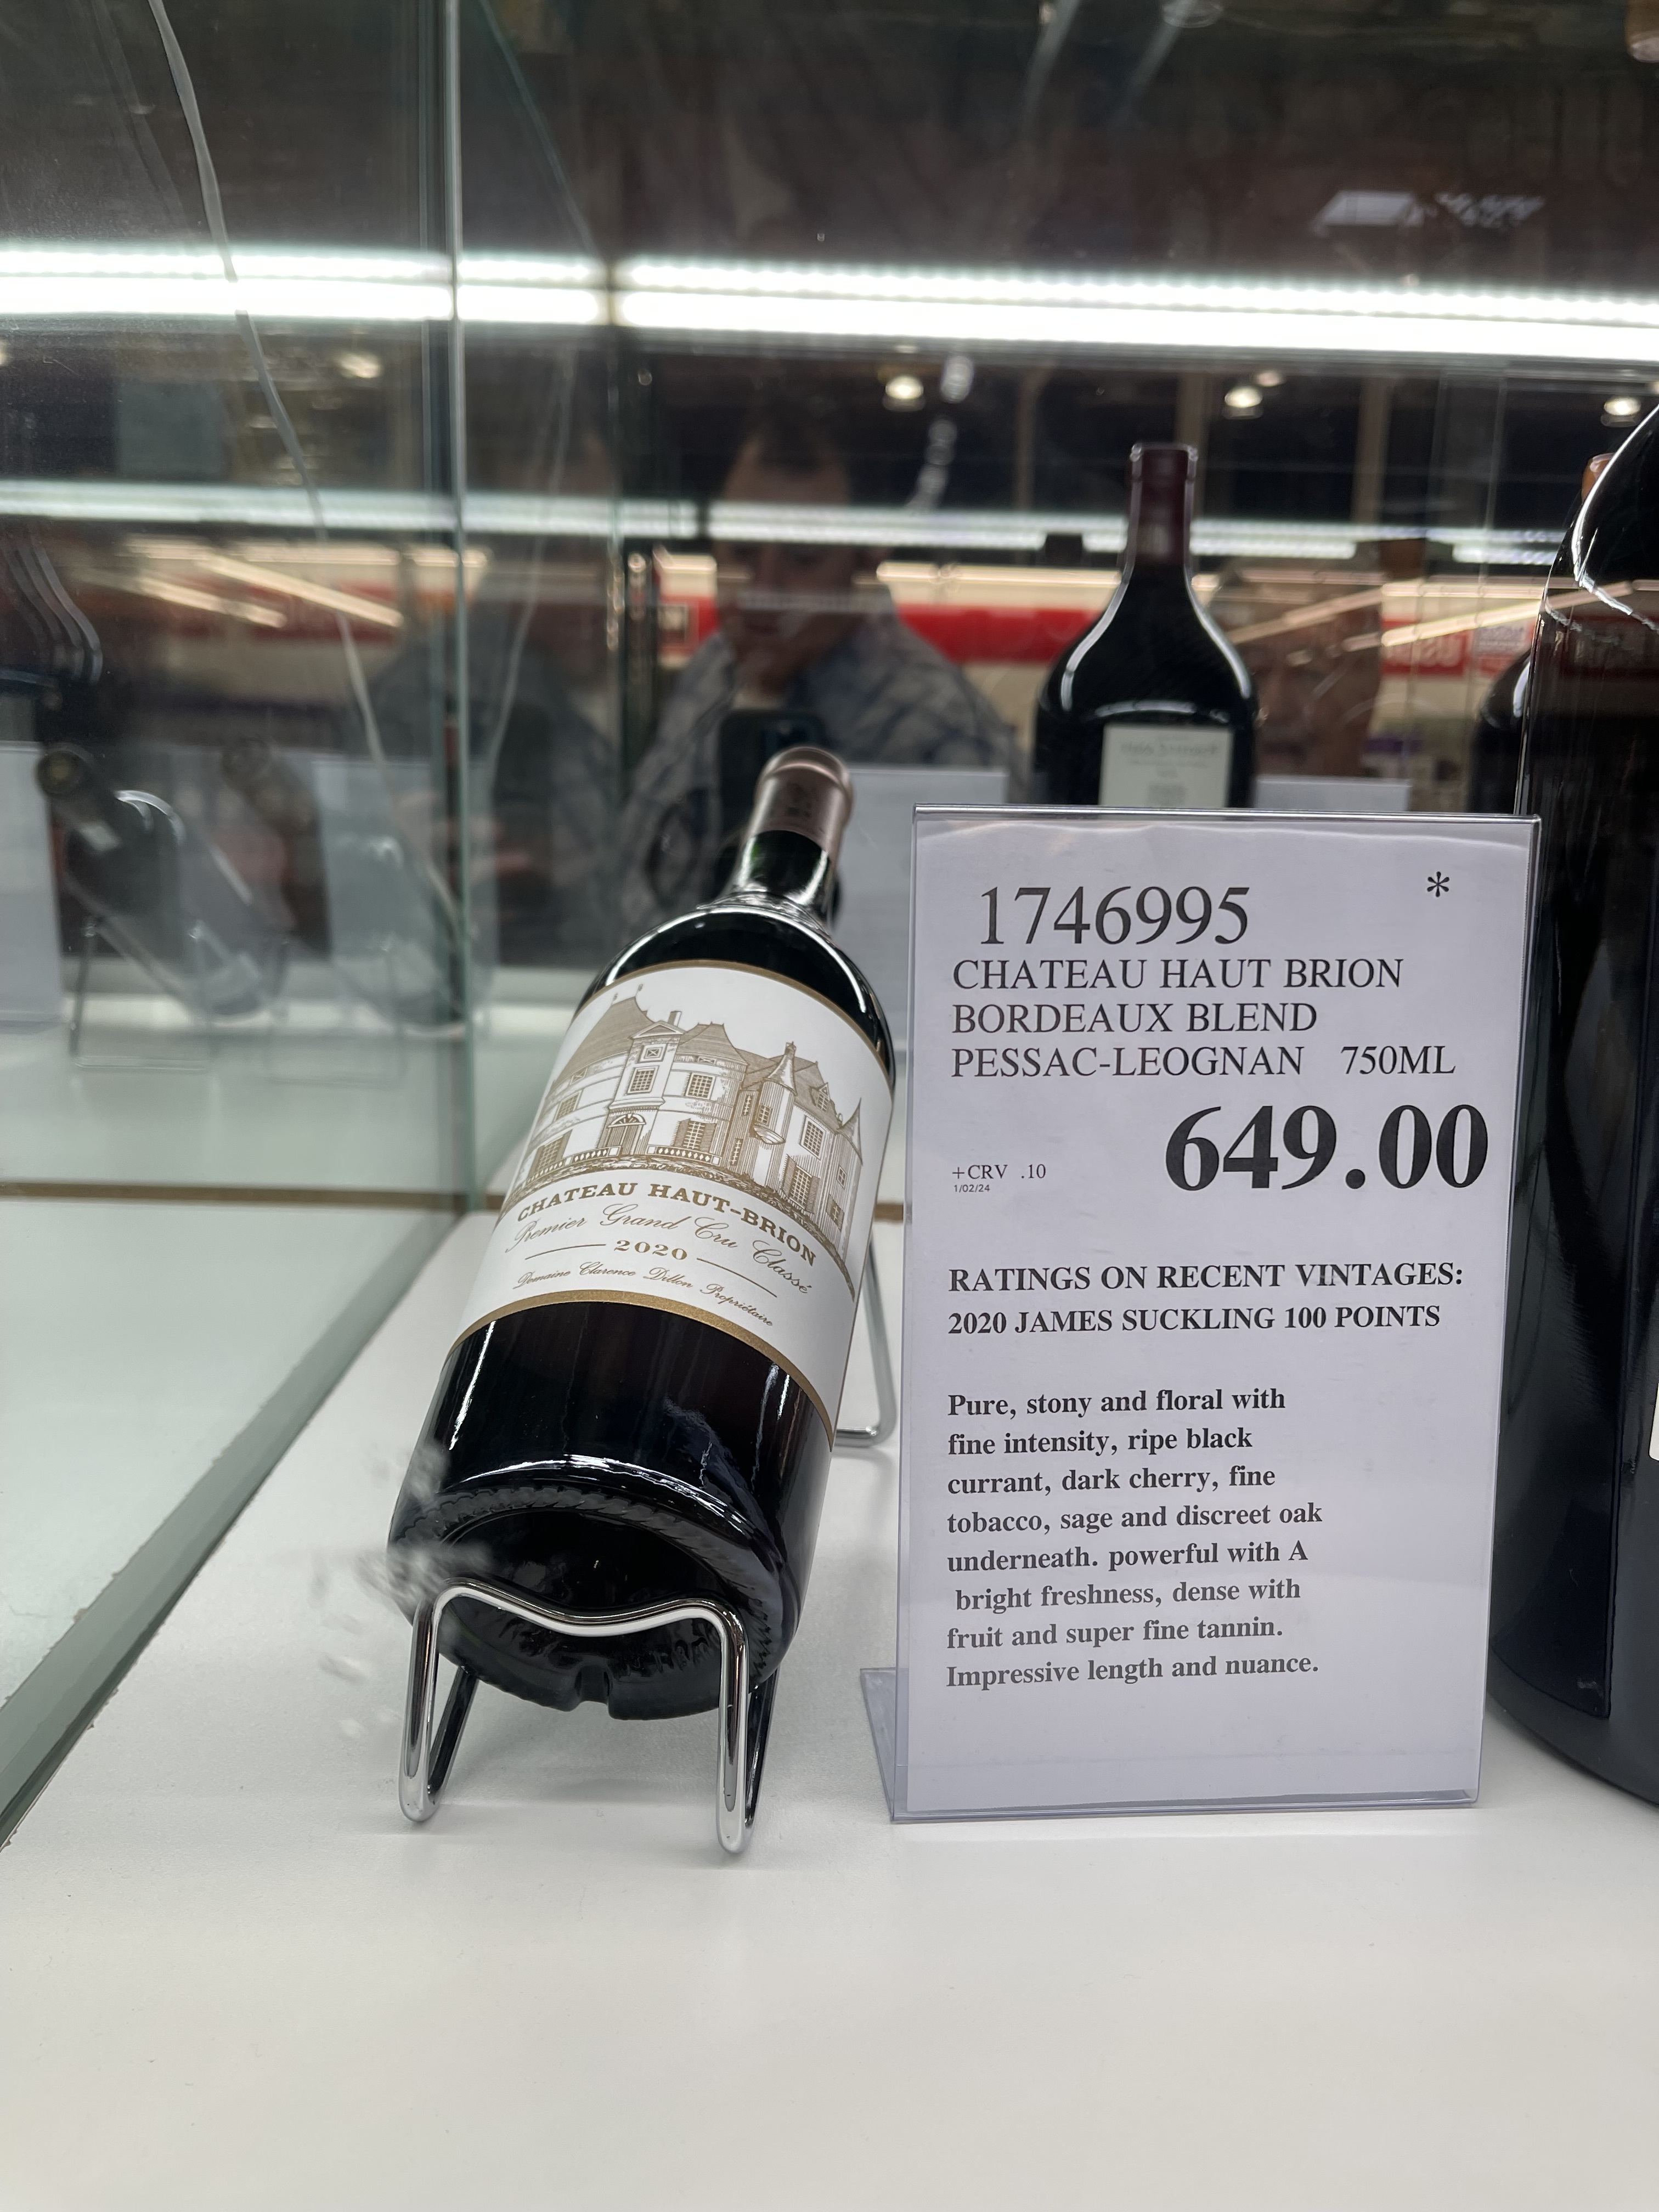 CHATEAU HAUT-BRION
Premier Grand Cru Classé
2020
Domaine Clarence Dillon Propriétaire
1746995 *
CHATEAU HAUT BRION
BORDEAUX BLEND
PESSAC-LEOGNAN 750ML
649.00
+CRV .10
1/02/24
RATINGS ON RECENT VINTAGES:
2020 JAMES SUCKLING 100 POINTS
Pure, stony and floral with
fine intensity, ripe black
currant, dark cherry, fine
tobacco, sage and discreet oak
underneath. powerful with A
bright freshness, dense with
fruit and super fine tannin.
Impressive length and nuance.